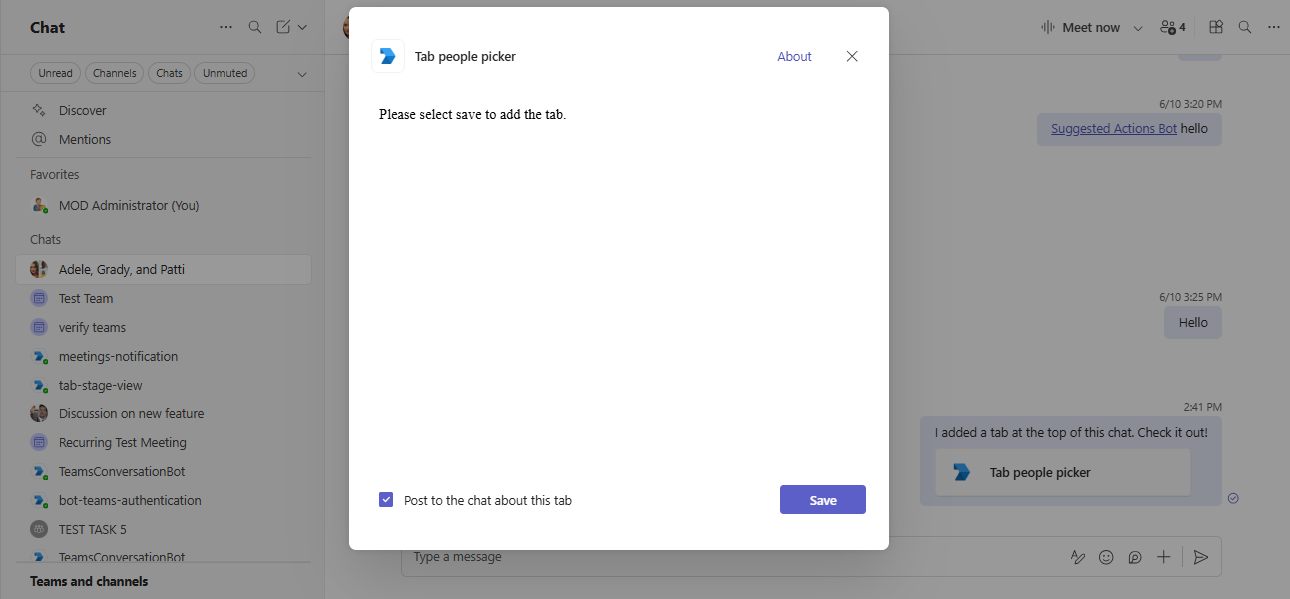 Chat
Unread
Channels
Chats
Unmuted
Discover
Mentions
Favorites
MOD Administrator (You)
Chats
Adele, Grady, and Patti
Test Team
verify teams
meetings-notification
tab-stage-view
Discussion on new feature
Recurring Test Meeting
TeamsConversationBot
bot-teams-authentication
TEST TASK 5
TeamsConversationBot
Teams and channels
Tab people picker
About
Please select save to add the tab.
Post to the chat about this tab
Save
Meet now
4
6/10 3:20 PM
Suggested Actions Bot hello
6/10 3:25 PM
Hello
2:41 PM
I added a tab at the top of this chat. Check it out!
Tab people picker
Type a message